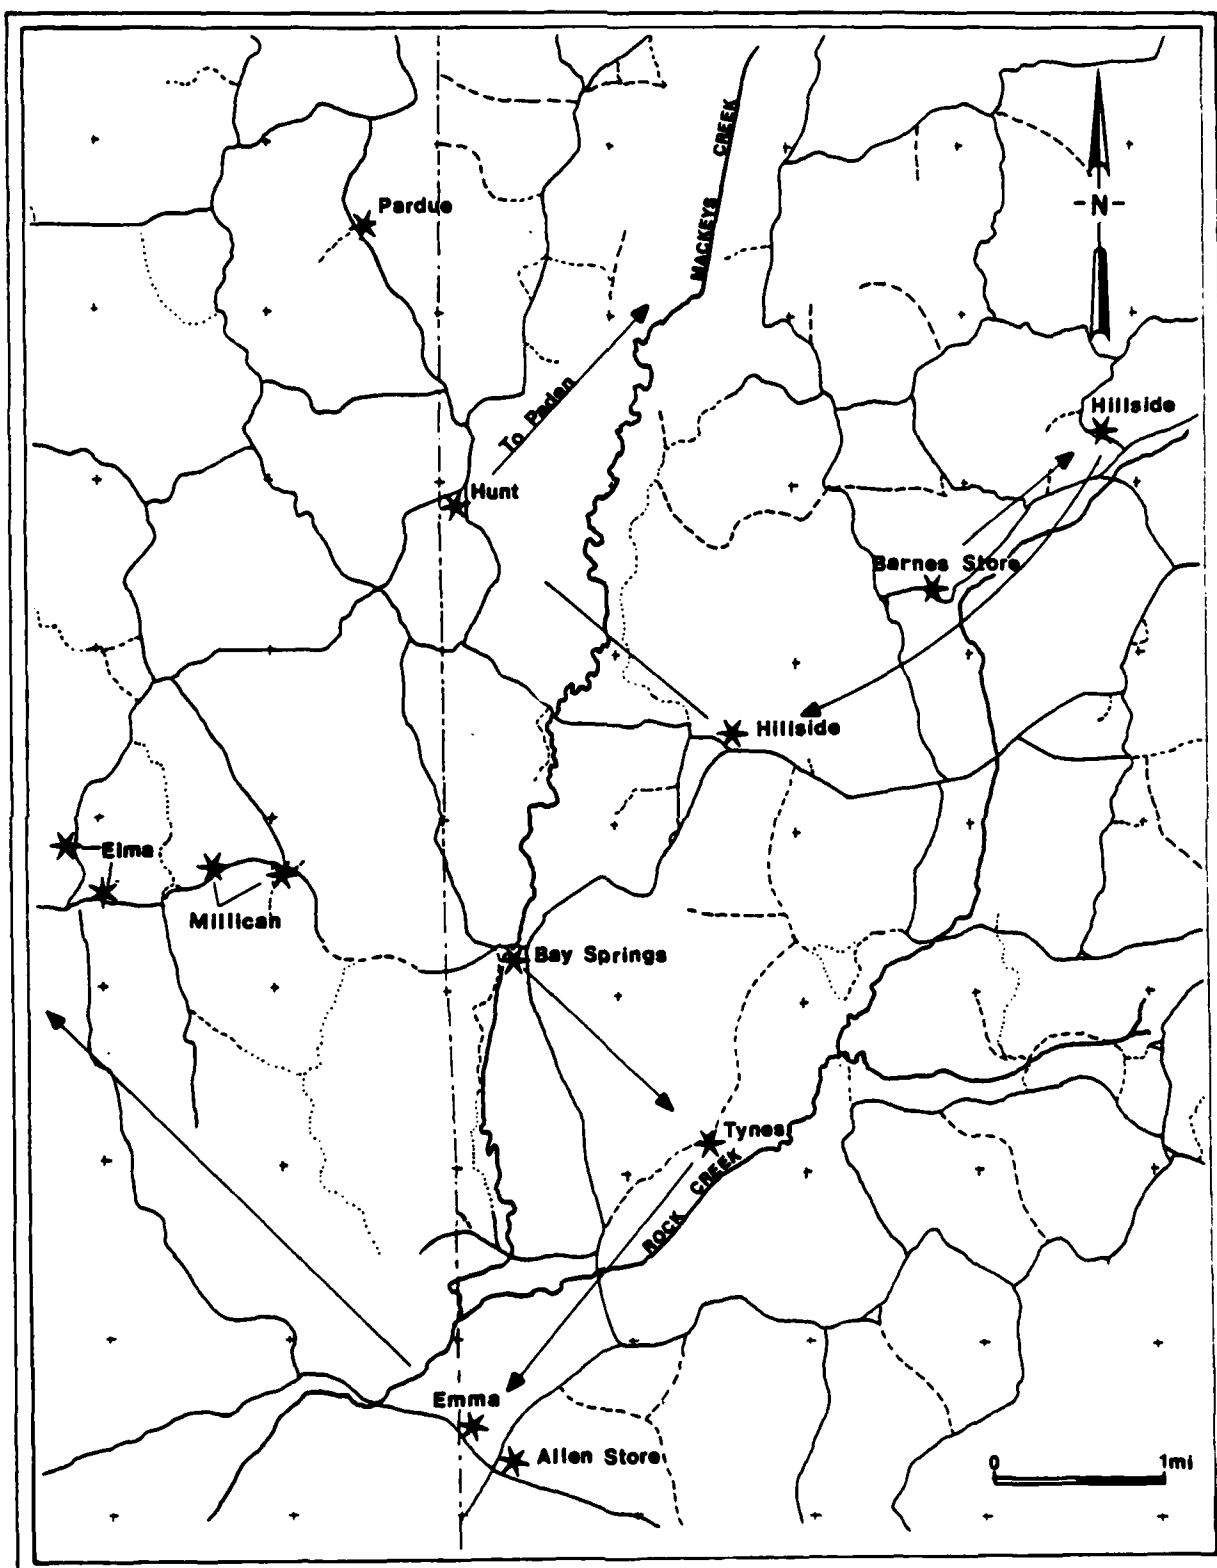 MACKEYS CREEK
Pardue
-N-
To Paden
Hillside
Hunt
Barnes Store
Hillside
Elma
Millican
Bay Springs
Tynes
ROCK CREEK
Emma
Allen Store
0 1mi